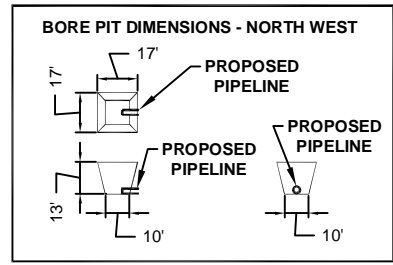 BORE PIT DIMENSIONS - NORTH WEST
17'
17'
PROPOSED
PIPELINE
PROPOSED
PIPELINE
PROPOSED
PIPELINE
13'
10'
10'